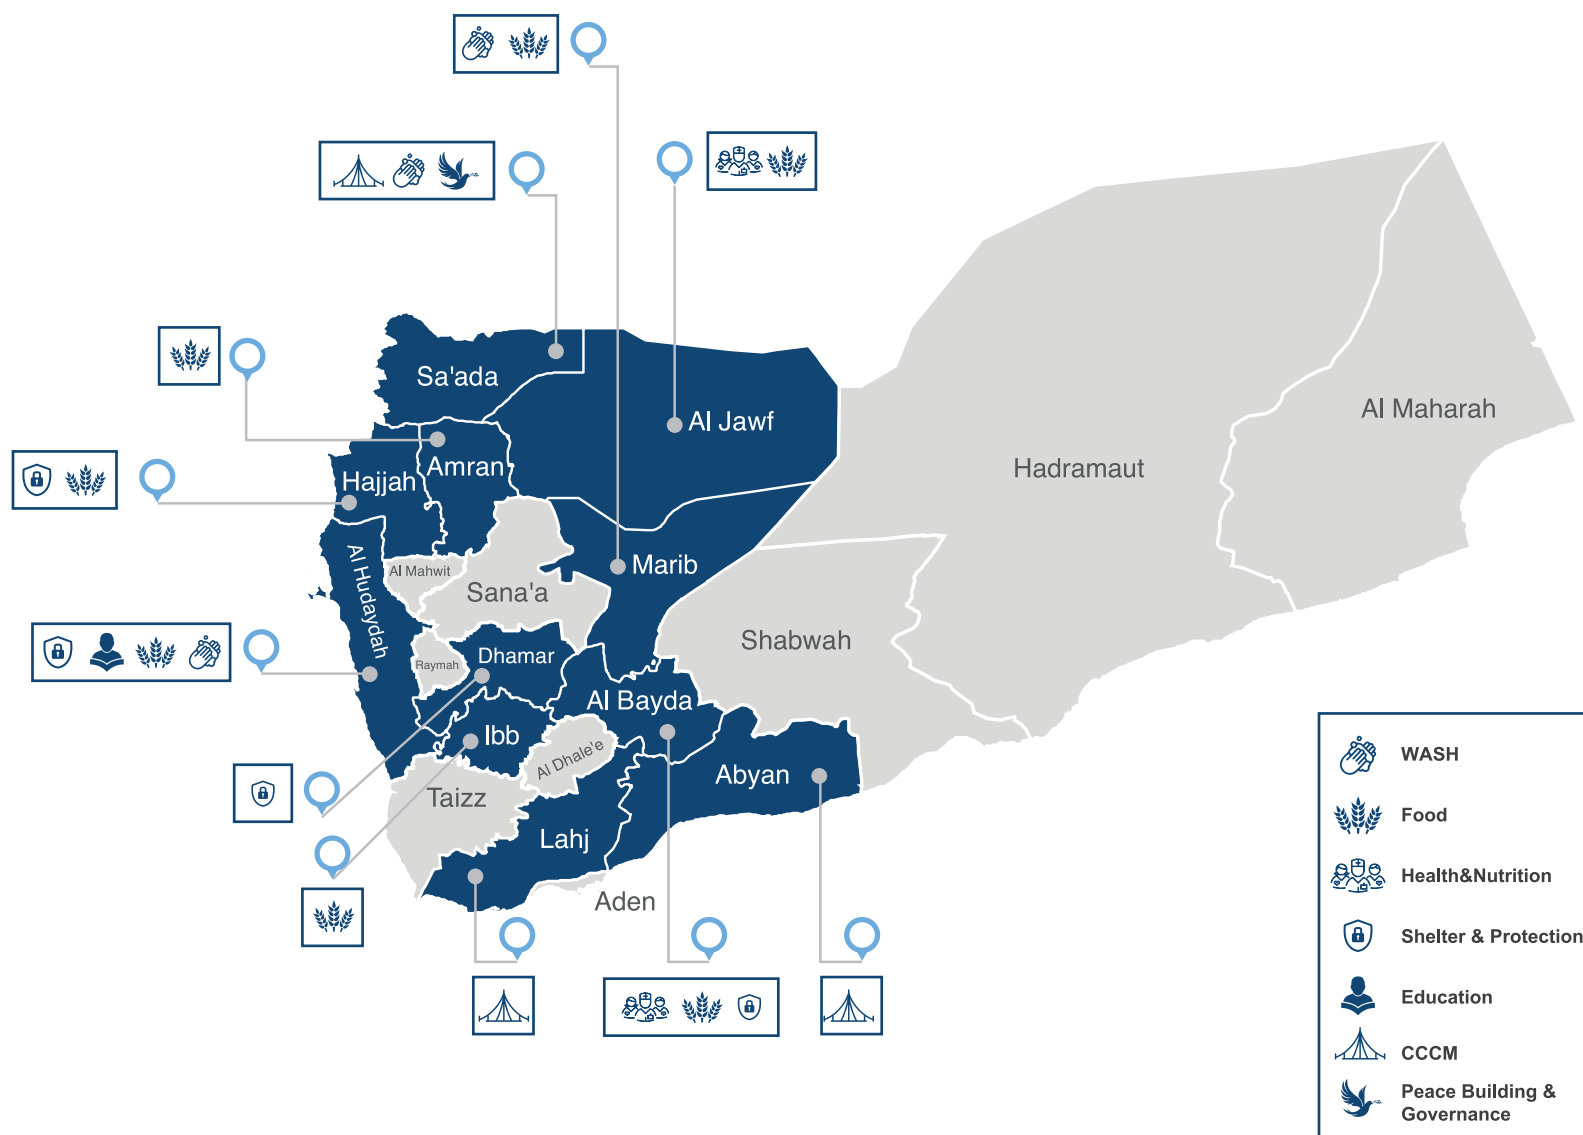 Sa'ada
Al Jawf
Al Maharah
Hadramaut
Amran
Hajjah
Al Hudaydah
Al Mahwit
Marib
Sana'a
Shabwah
Raymah
Dhamar
Al Bayda
Ibb
Al Dhale'e
Abyan
Taizz
Lahj
Aden
WASH
Food
Health&Nutrition
Shelter & Protection
Education
CCCM
Peace Building &
Governance